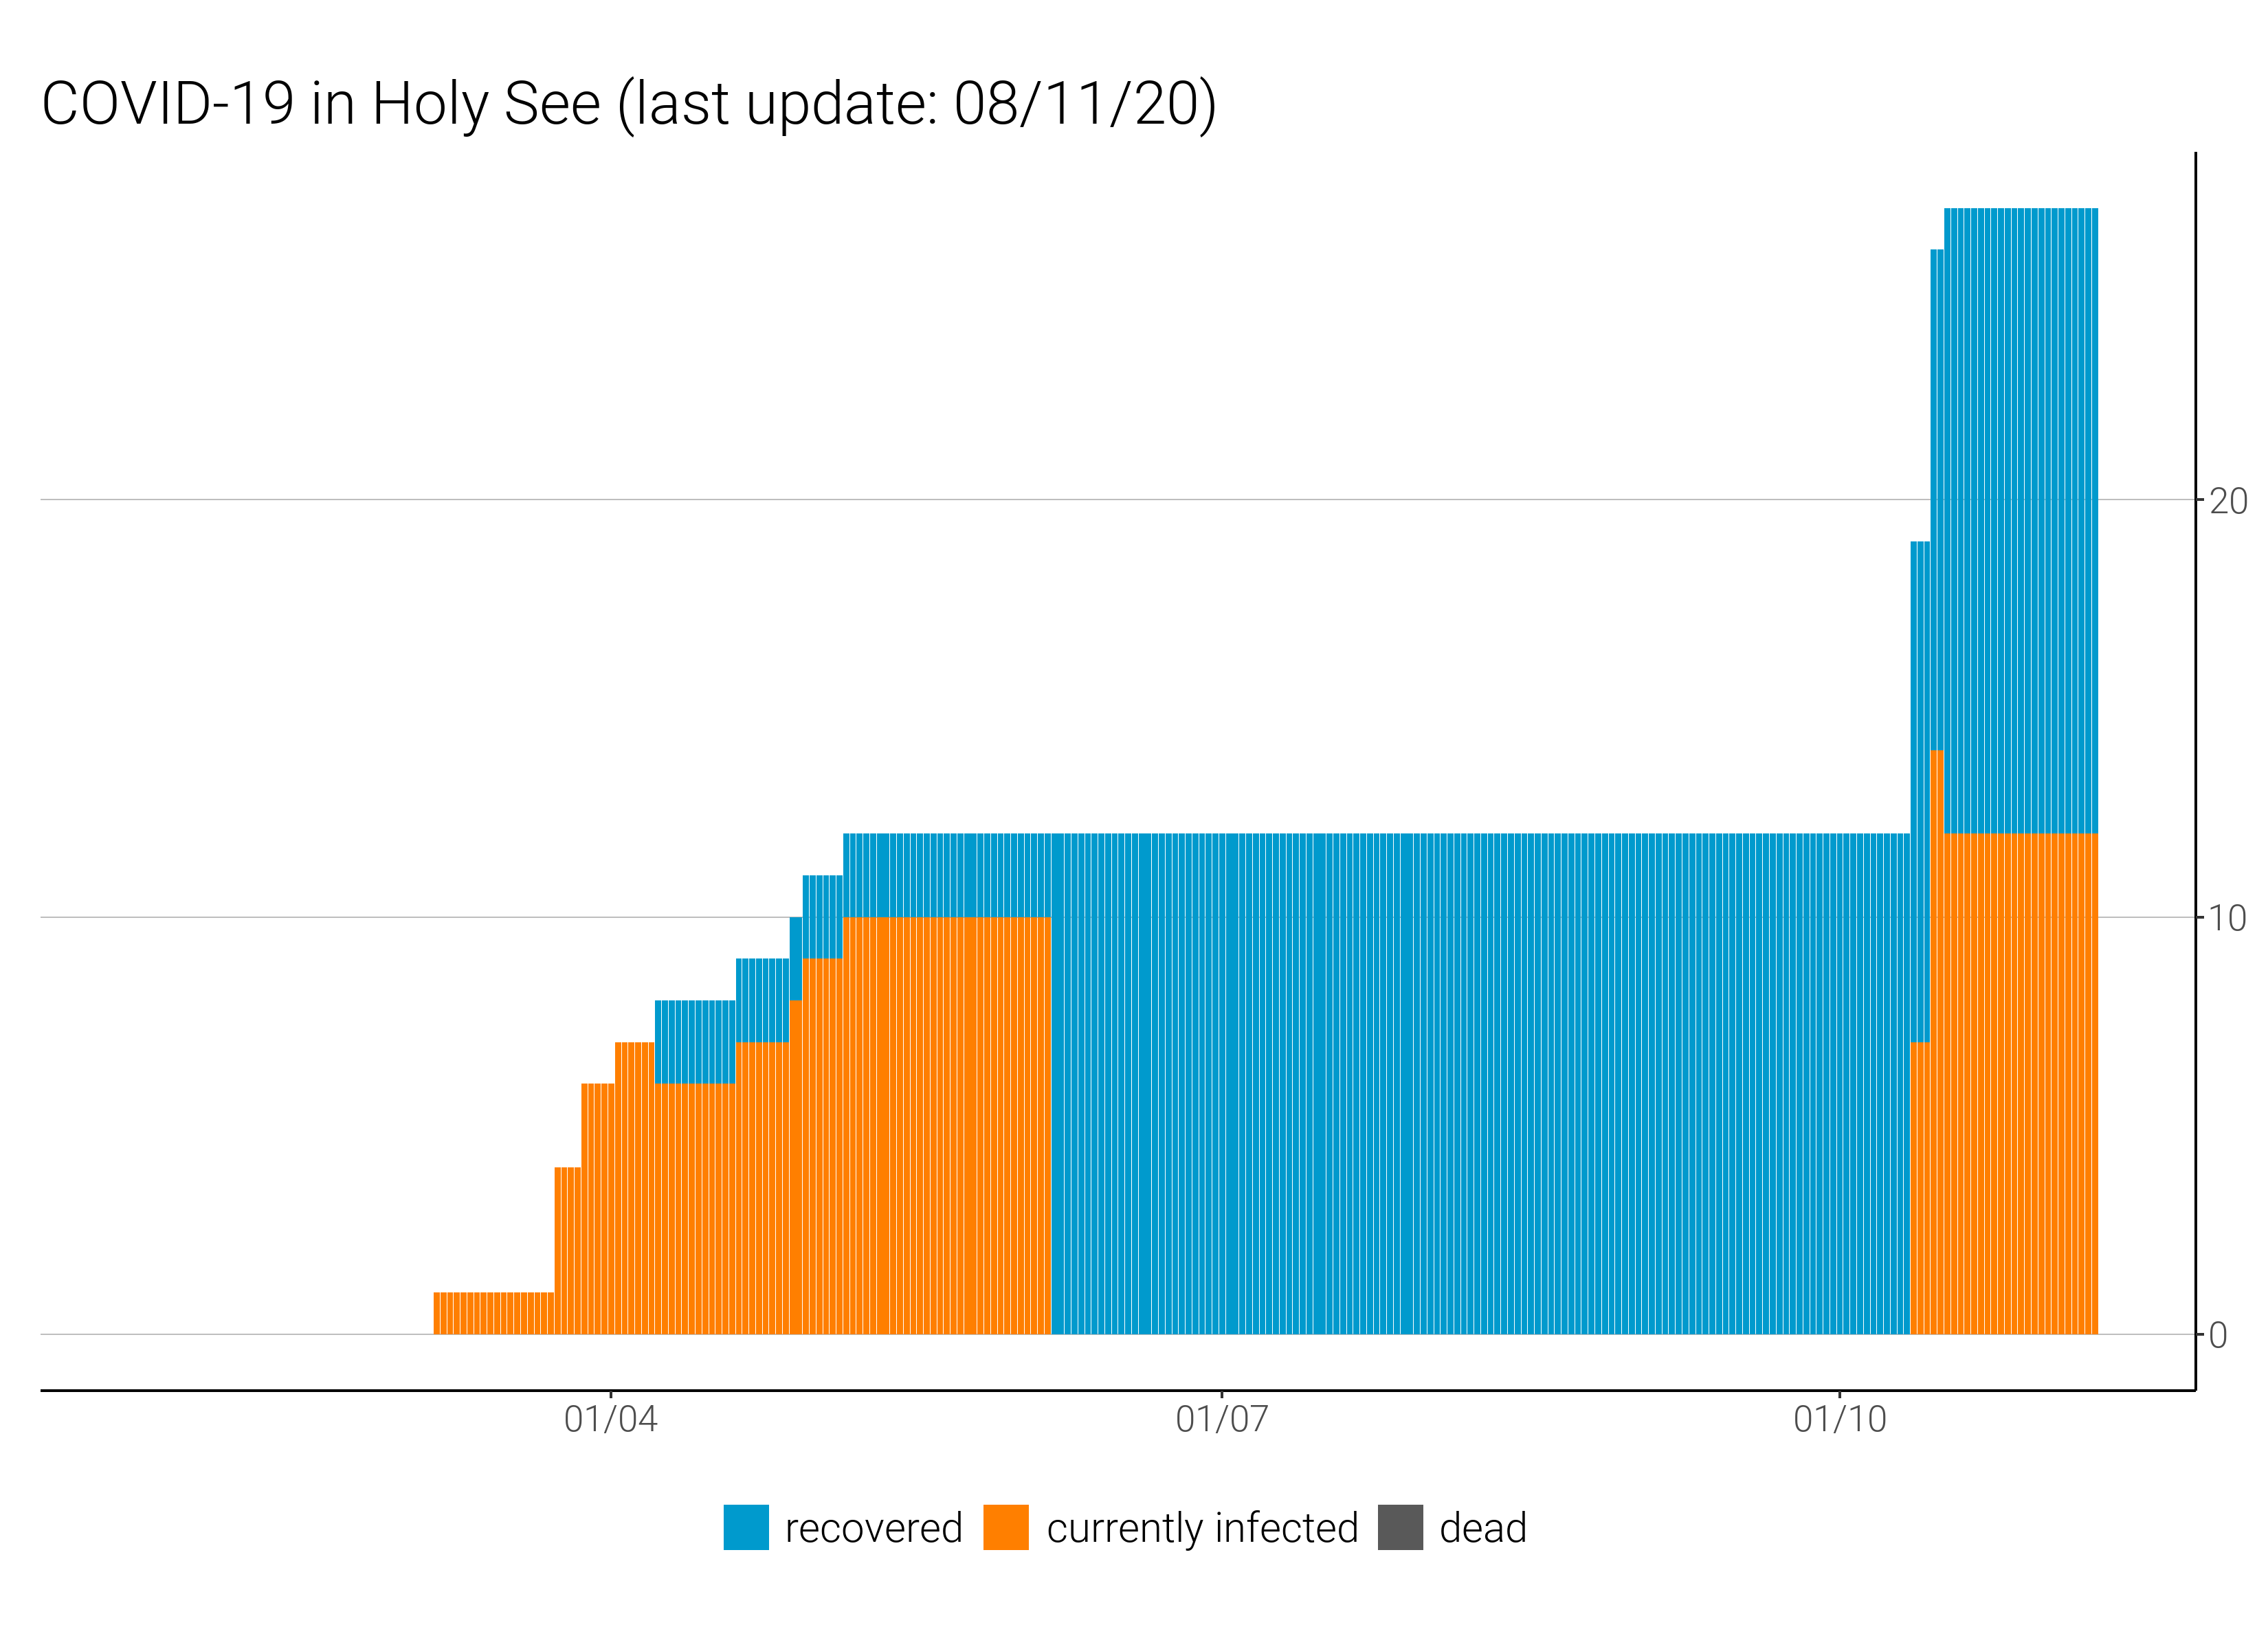 COVID-19 in Holy See (last update: 08/11/20)
20
10
0
01/04 01/07 01/10
recovered currently infected dead